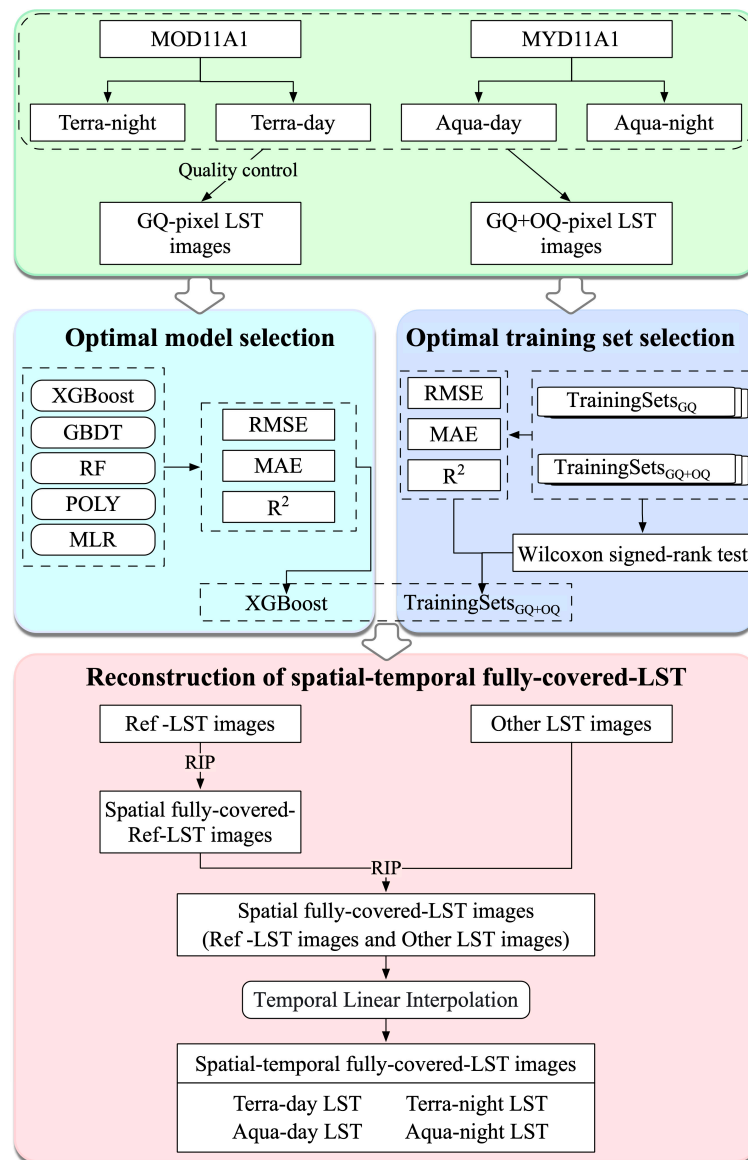 MOD11A1
MYD11A1
Terra-night
Terra-day
Aqua-day
Aqua-night
Quality control
GQ-pixel LST
images
GQ+OQ-pixel LST
images
Optimal model selection
XGBoost
GBDT
RF
POLY
MLR
RMSE
MAE
R²
XGBoost
Optimal training set selection
RMSE
MAE
R²
TrainingSets_GQ
TrainingSets_GQ+OQ
Wilcoxon signed-rank test
TrainingSets_GQ+OQ
Reconstruction of spatial-temporal fully-covered-LST
Ref -LST images
Other LST images
RIP
Spatial fully-covered-
Ref-LST images
RIP
Spatial fully-covered-LST images
(Ref -LST images and Other LST images)
Temporal Linear Interpolation
Spatial-temporal fully-covered-LST images
Terra-day LST Terra-night LST
Aqua-day LST Aqua-night LST